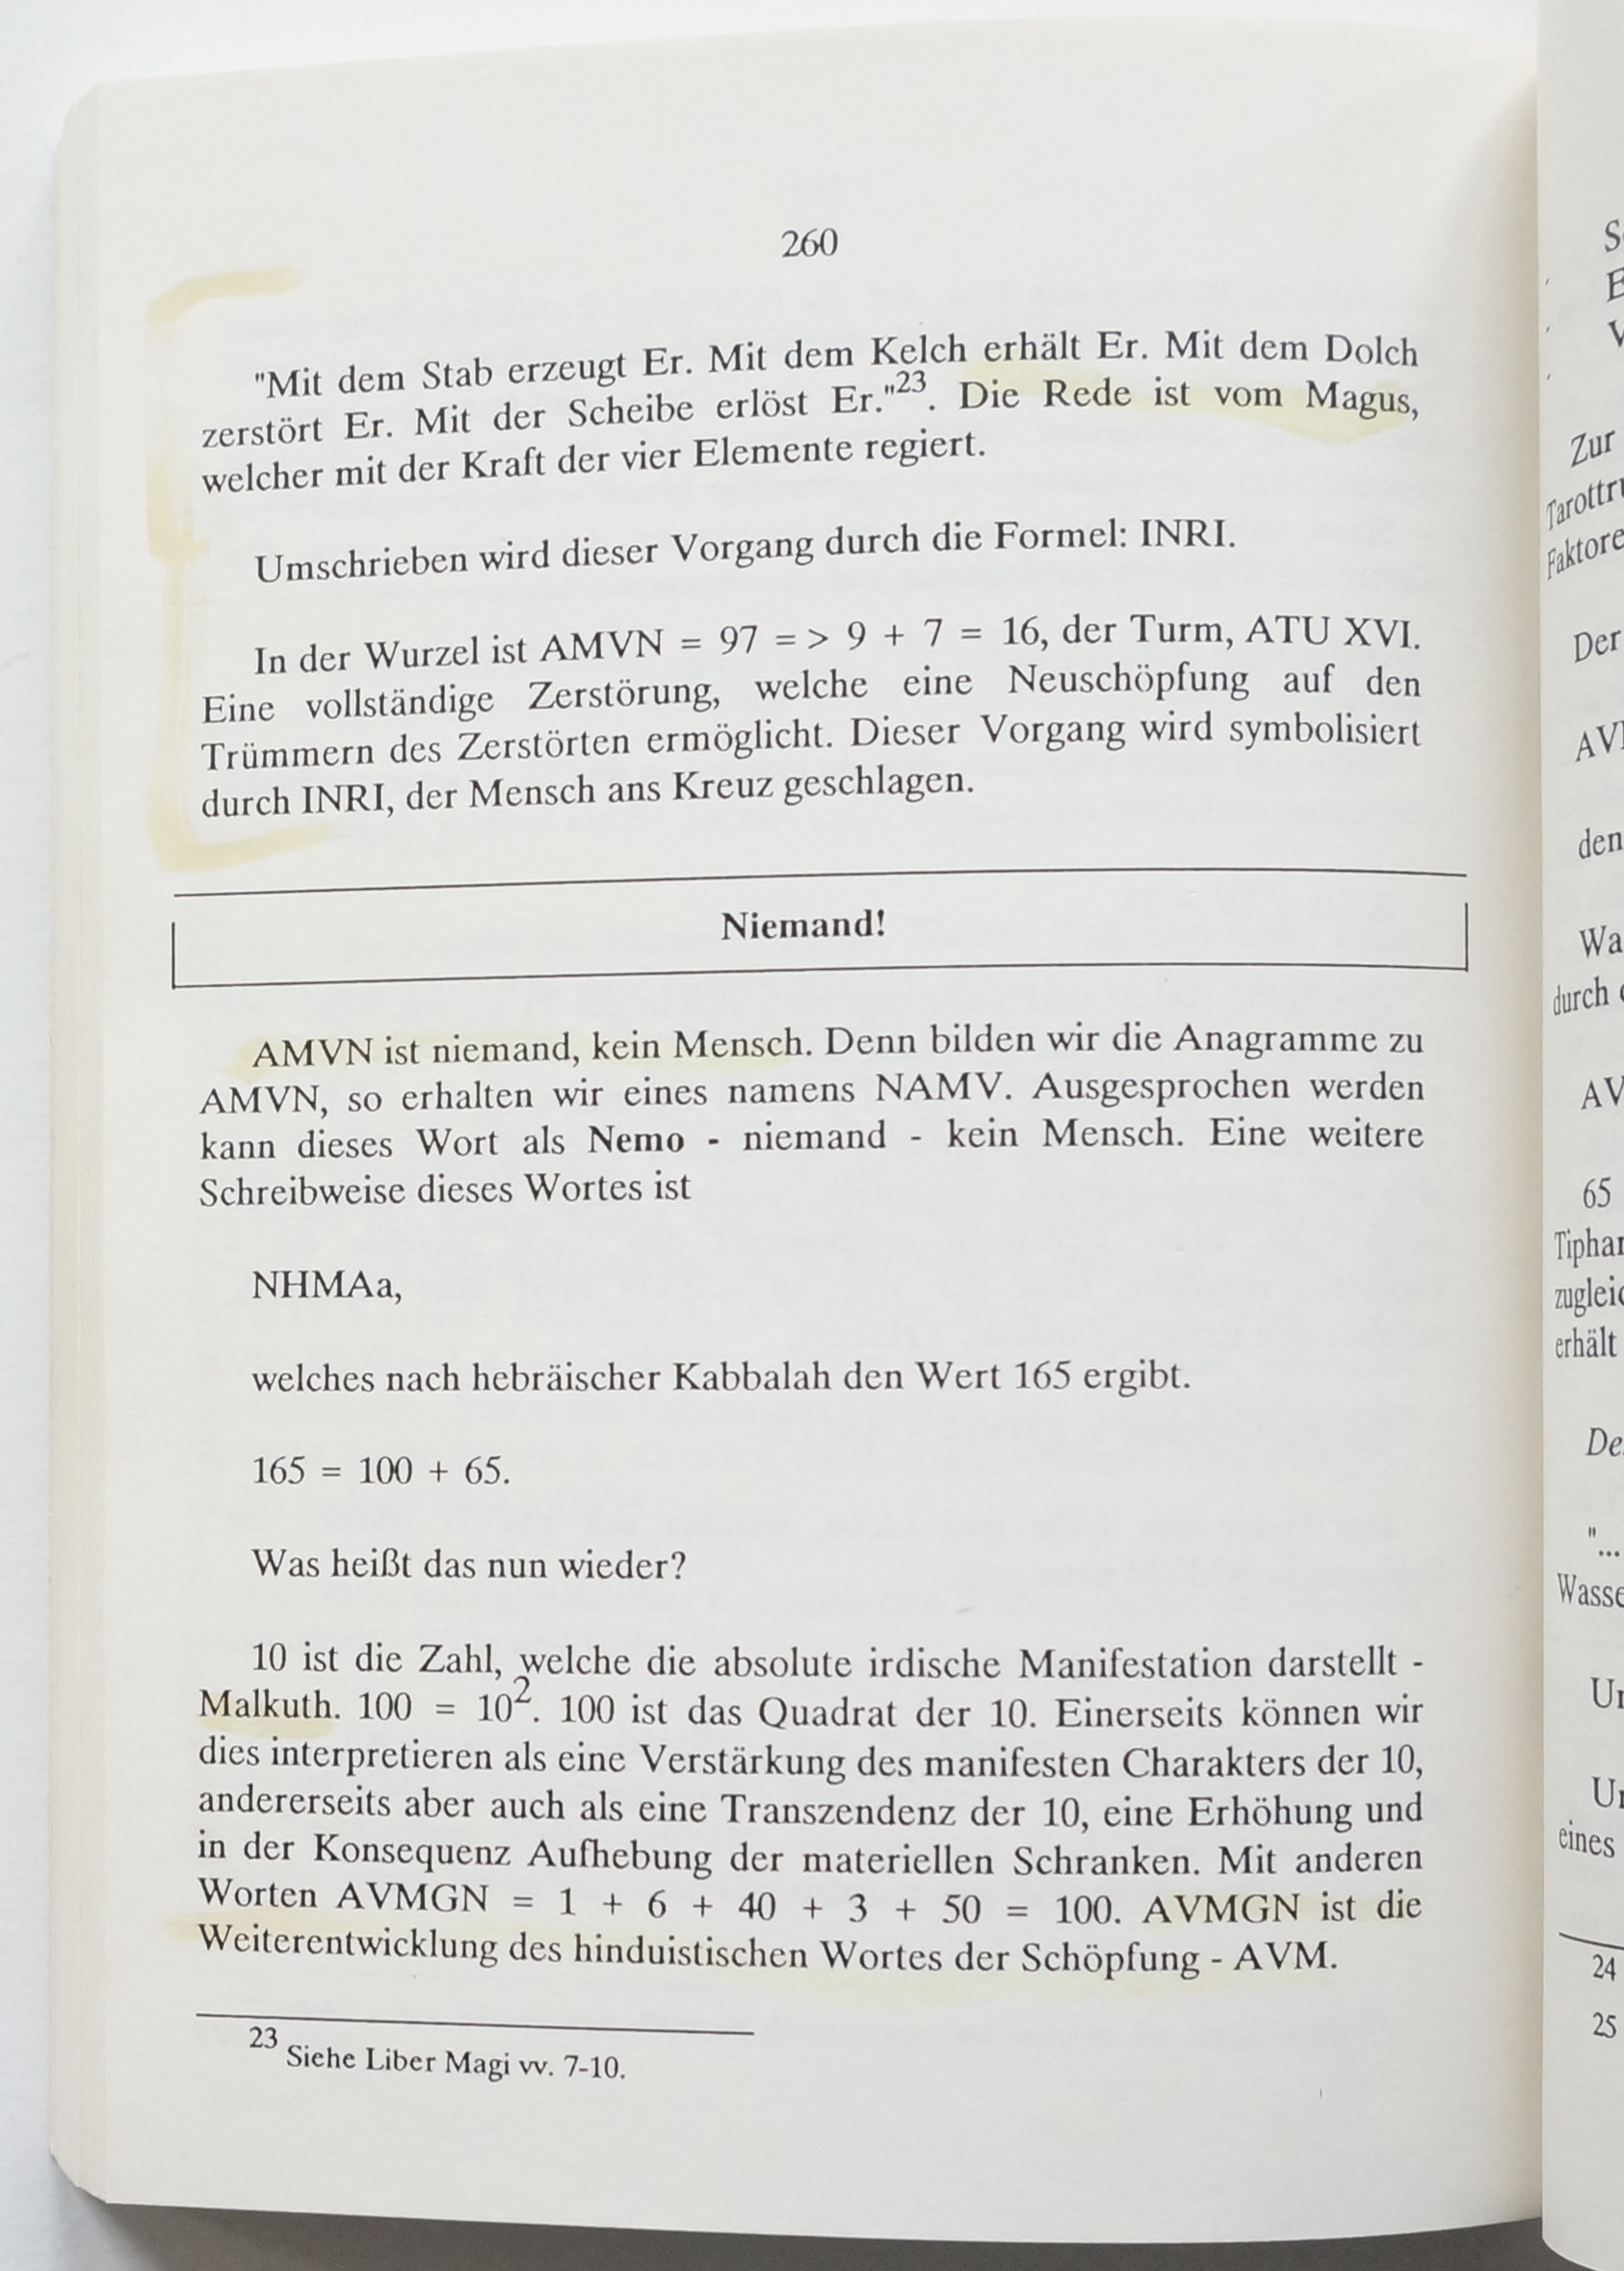 260
"Mit dem Stab erzeugt Er. Mit dem Kelch erhält Er. Mit dem Dolch
zerstört Er. Mit der Scheibe erlöst Er."23. Die Rede ist vom Magus,
welcher mit der Kraft der vier Elemente regiert.
Umschrieben wird dieser Vorgang durch die Formel: INRI.
In der Wurzel ist AMVN = 97 = > 9 + 7 = 16, der Turm, ATU XVI.
Eine vollständige Zerstörung, welche eine Neuschöpfung auf den
Trümmern des Zerstörten ermöglicht. Dieser Vorgang wird symbolisiert
durch INRI, der Mensch ans Kreuz geschlagen.
Niemand!
AMVN ist niemand, kein Mensch. Denn bilden wir die Anagramme zu
AMVN, so erhalten wir eines namens NAMV. Ausgesprochen werden
kann dieses Wort als Nemo - niemand - kein Mensch. Eine weitere
Schreibweise dieses Wortes ist
NHMAa,
welches nach hebräischer Kabbalah den Wert 165 ergibt.
165 = 100 + 65.
Was heißt das nun wieder?
10 ist die Zahl, welche die absolute irdische Manifestation darstellt -
Malkuth. 100 = 10². 100 ist das Quadrat der 10. Einerseits können wir
dies interpretieren als eine Verstärkung des manifesten Charakters der 10,
andererseits aber auch als eine Transzendenz der 10, eine Erhöhung und
in der Konsequenz Aufhebung der materiellen Schranken. Mit anderen
Worten AVMGN = 1 + 6 + 40 + 3 + 50 = 100. AVMGN ist die
Weiterentwicklung des hinduistischen Wortes der Schöpfung - AVM.
23 Siehe Liber Magi vv. 7-10.
Zur
Der
den
durch
65
"...
24
25